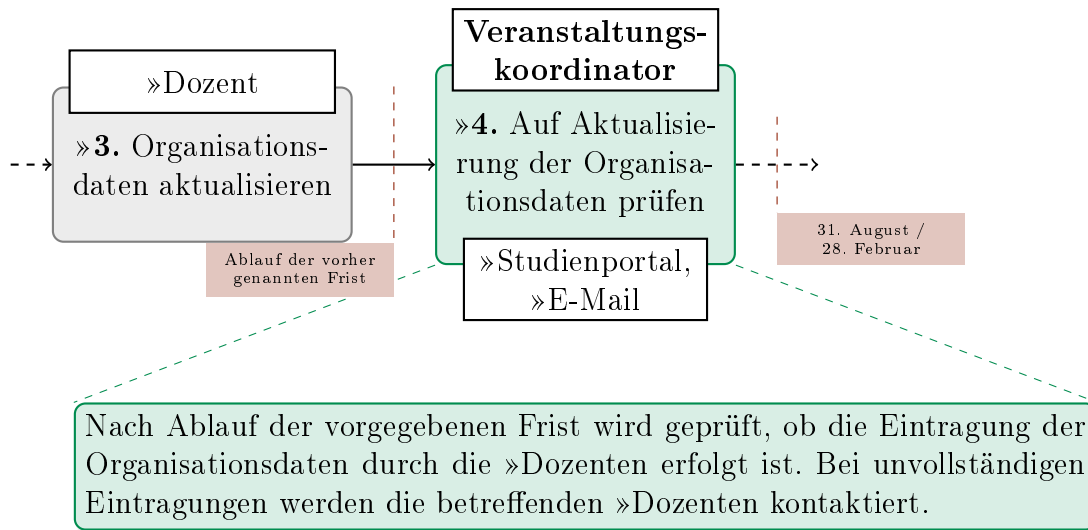 »Dozent
»3. Organisations-
daten aktualisieren
Ablauf der vorher
genannten Frist
Veranstaltungs-
koordinator
»4. Auf Aktualisie-
rung der Organisa-
tionsdaten prüfen
»Studienportal,
»E-Mail
31. August /
28. Februar
Nach Ablauf der vorgegebenen Frist wird geprüft, ob die Eintragung der
Organisationsdaten durch die »Dozenten erfolgt ist. Bei unvollständigen
Eintragungen werden die betreffenden »Dozenten kontaktiert.